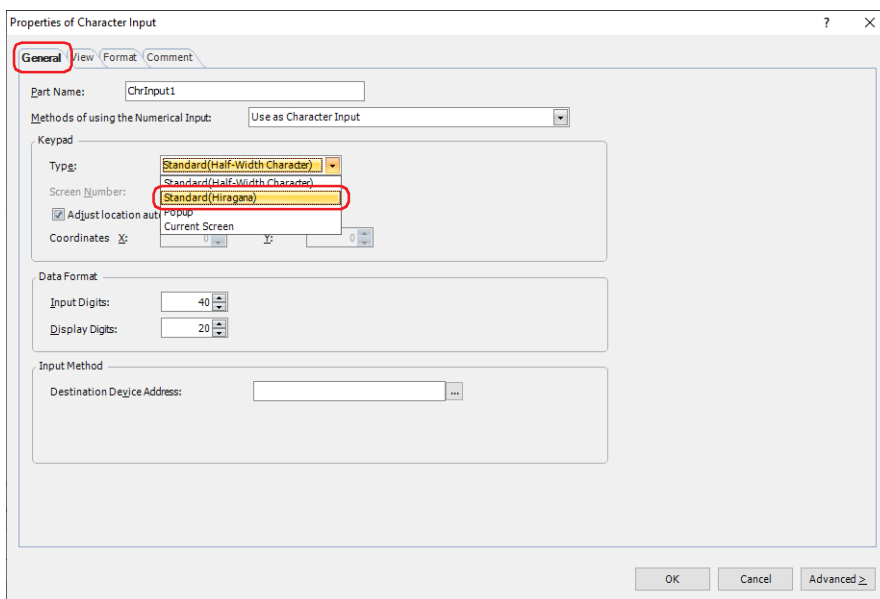 Properties of Character Input ?
General View Format Comment
Part Name: ChrInput1
Methods of using the Numerical Input: Use as Character Input
Keypad
Type: Standard(Half-Width Character)
Standard(Half-Width Character)
Screen Number: Standard(Hiragana)
Adjust location aut Popup
Current Screen
Coordinates X: 0 Y: 0
Data Format
Input Digits: 40
Display Digits: 20
Input Method
Destination Device Address: ...
OK Cancel Advanced >